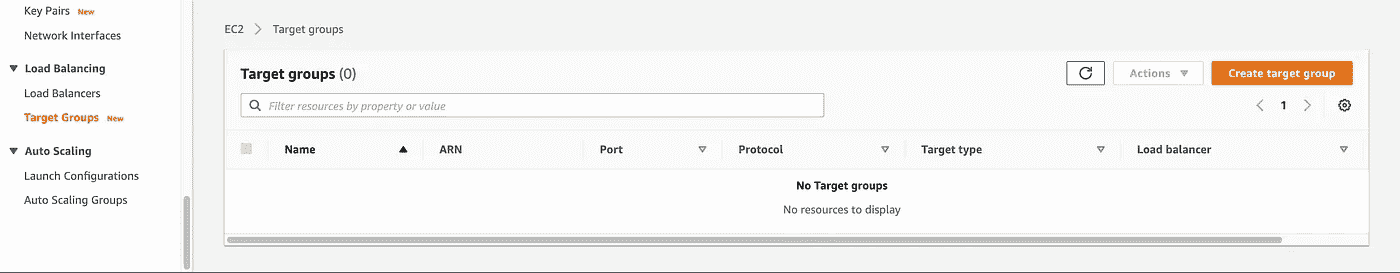 Key Pairs New
Network Interfaces
Load Balancing
Load Balancers
Target Groups New
Auto Scaling
Launch Configurations
Auto Scaling Groups
EC2 > Target groups
Target groups (0)
Actions
Create target group
Filter resources by property or value
1
Name ARN Port Protocol Target type Load balancer
No Target groups
No resources to display